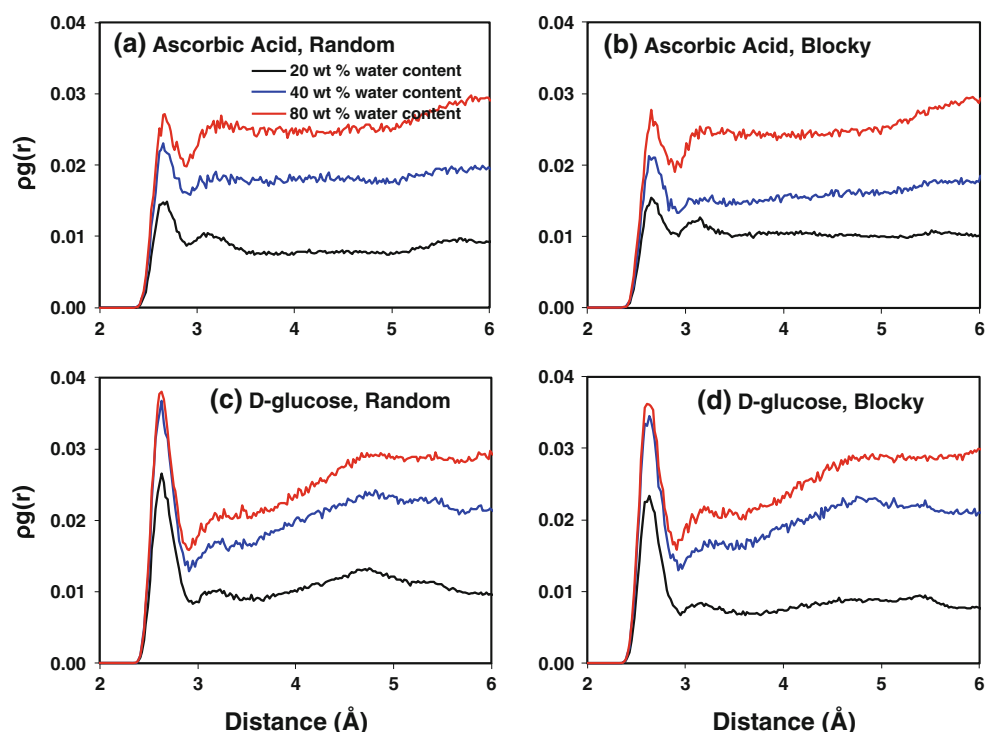 (a) Ascorbic Acid, Random
20 wt % water content
40 wt % water content
80 wt % water content
0.04
0.03
0.02
0.01
0.00
ρg(r)
2 3 4 5 6
(b) Ascorbic Acid, Blocky
0.04
0.03
0.02
0.01
0.00
2 3 4 5 6
(c) D-glucose, Random
0.04
0.03
0.02
0.01
0.00
ρg(r)
2 3 4 5 6
Distance (Å)
(d) D-glucose, Blocky
0.04
0.03
0.02
0.01
0.00
2 3 4 5 6
Distance (Å)